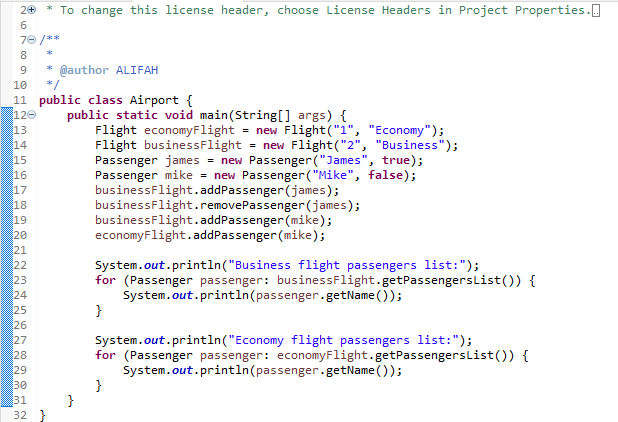 2 * To change this license header, choose License Headers in Project Properties.
6
7 /**
8 *
9 * @author ALIFAH
10 */
11 public class Airport {
12 public static void main(String[] args) {
13 Flight economyFlight = new Flight("1", "Economy");
14 Flight businessFlight = new Flight("2", "Business");
15 Passenger james = new Passenger("James", true);
16 Passenger mike = new Passenger("Mike", false);
17 businessFlight.addPassenger(james);
18 businessFlight.removePassenger(james);
19 businessFlight.addPassenger(mike);
20 economyFlight.addPassenger(mike);
21
22 System.out.println("Business flight passengers list:");
23 for (Passenger passenger: businessFlight.getPassengersList()) {
24 System.out.println(passenger.getName());
25 }
26
27 System.out.println("Economy flight passengers list:");
28 for (Passenger passenger: economyFlight.getPassengersList()) {
29 System.out.println(passenger.getName());
30 }
31 }
32 }